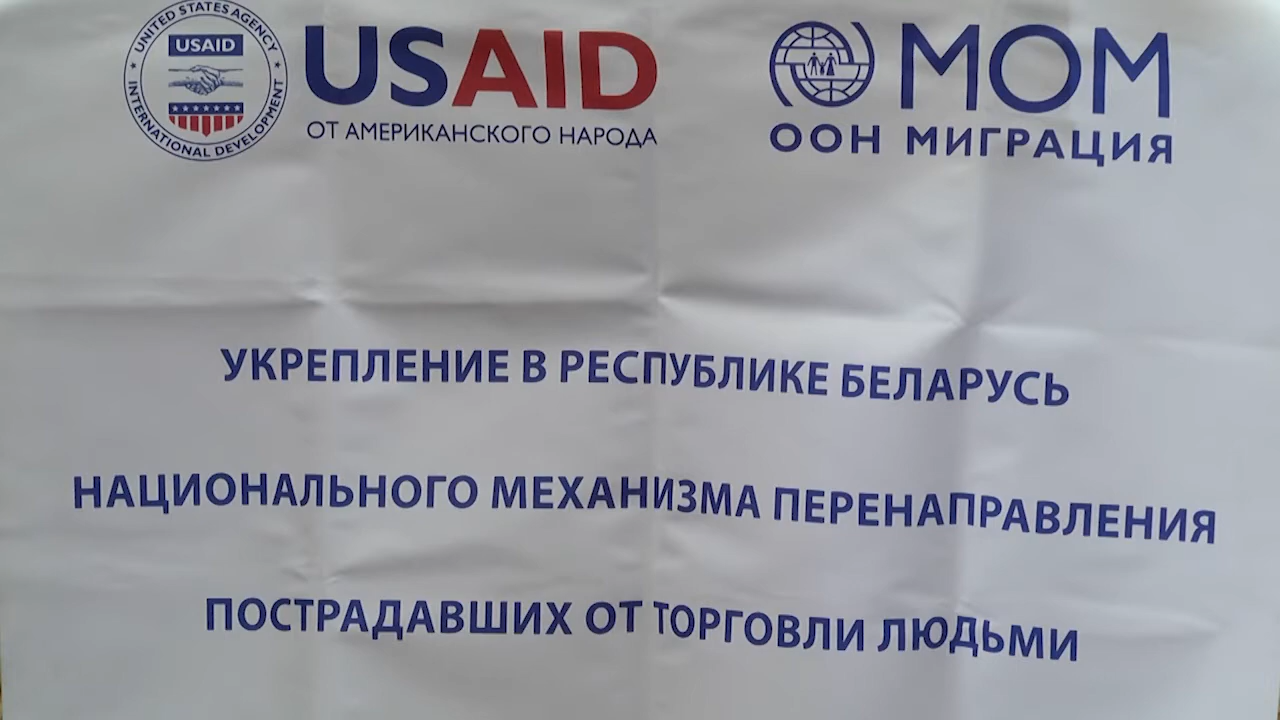 UNITED STATES AGENCY
USAID
INTERNATIONAL DEVELOPMENT
USAID
ОТ АМЕРИКАНСКОГО НАРОДА
МОМ
ООН МИГРАЦИЯ
УКРЕПЛЕНИЕ В РЕСПУБЛИКЕ БЕЛАРУСЬ
НАЦИОНАЛЬНОГО МЕХАНИЗМА ПЕРЕНАПРАВЛЕНИЯ
ПОСТРАДАВШИХ ОТ ТОРГОВЛИ ЛЮДЬМИ